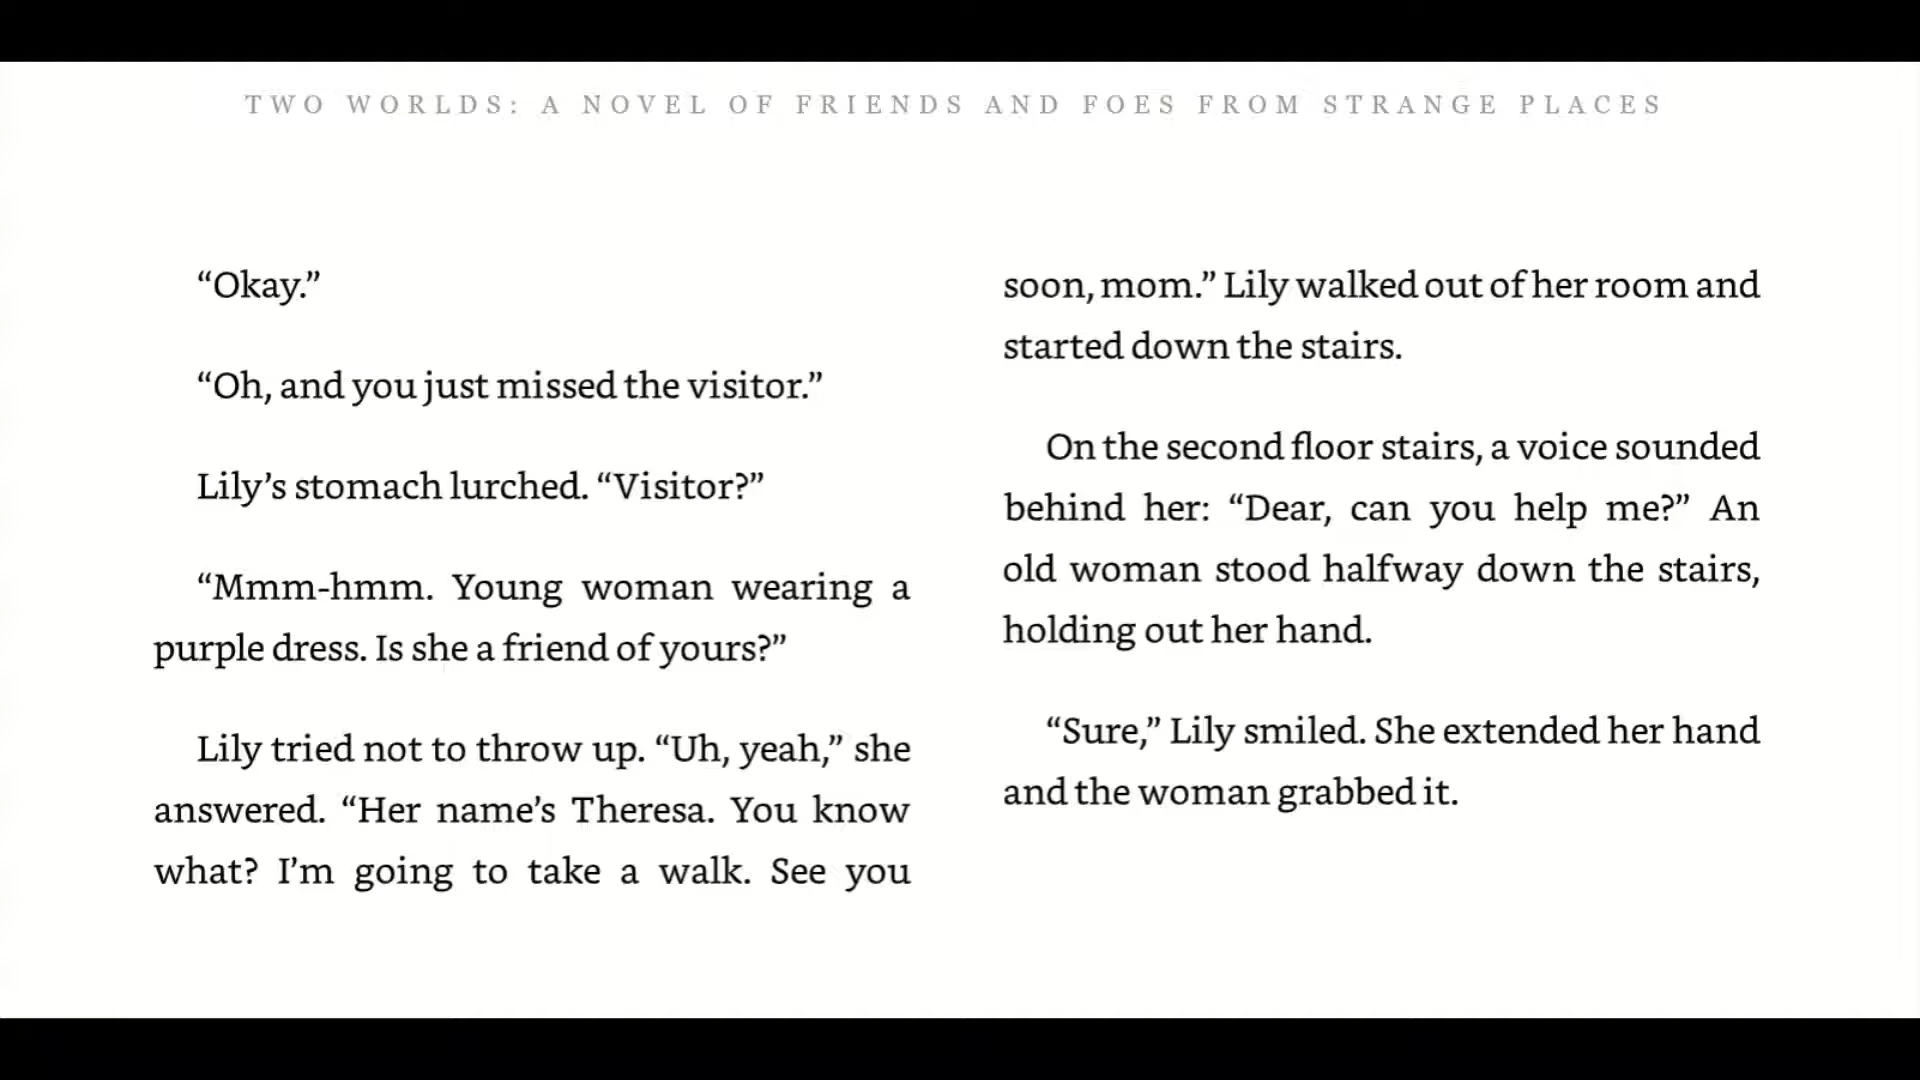 TWO WORLDS: A NOVEL OF FRIENDS AND FOES FROM STRANGE PLACES
“Okay.”
“Oh, and you just missed the visitor.”
Lily’s stomach lurched. “Visitor?”
“Mmm-hmm. Young woman wearing a
purple dress. Is she a friend of yours?”
Lily tried not to throw up. “Uh, yeah,” she
answered. “Her name’s Theresa. You know
what? I’m going to take a walk. See you
soon, mom.” Lily walked out of her room and
started down the stairs.
On the second floor stairs, a voice sounded
behind her: “Dear, can you help me?” An
old woman stood halfway down the stairs,
holding out her hand.
“Sure,” Lily smiled. She extended her hand
and the woman grabbed it.